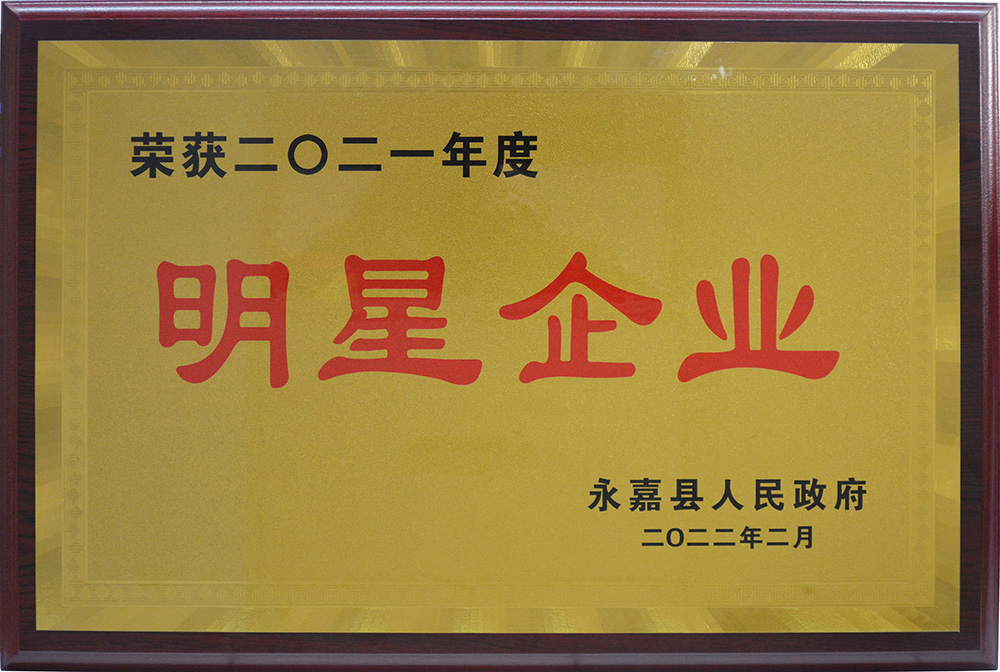 荣获二〇二一年度
明星企业
永嘉县人民政府
二〇二二年二月